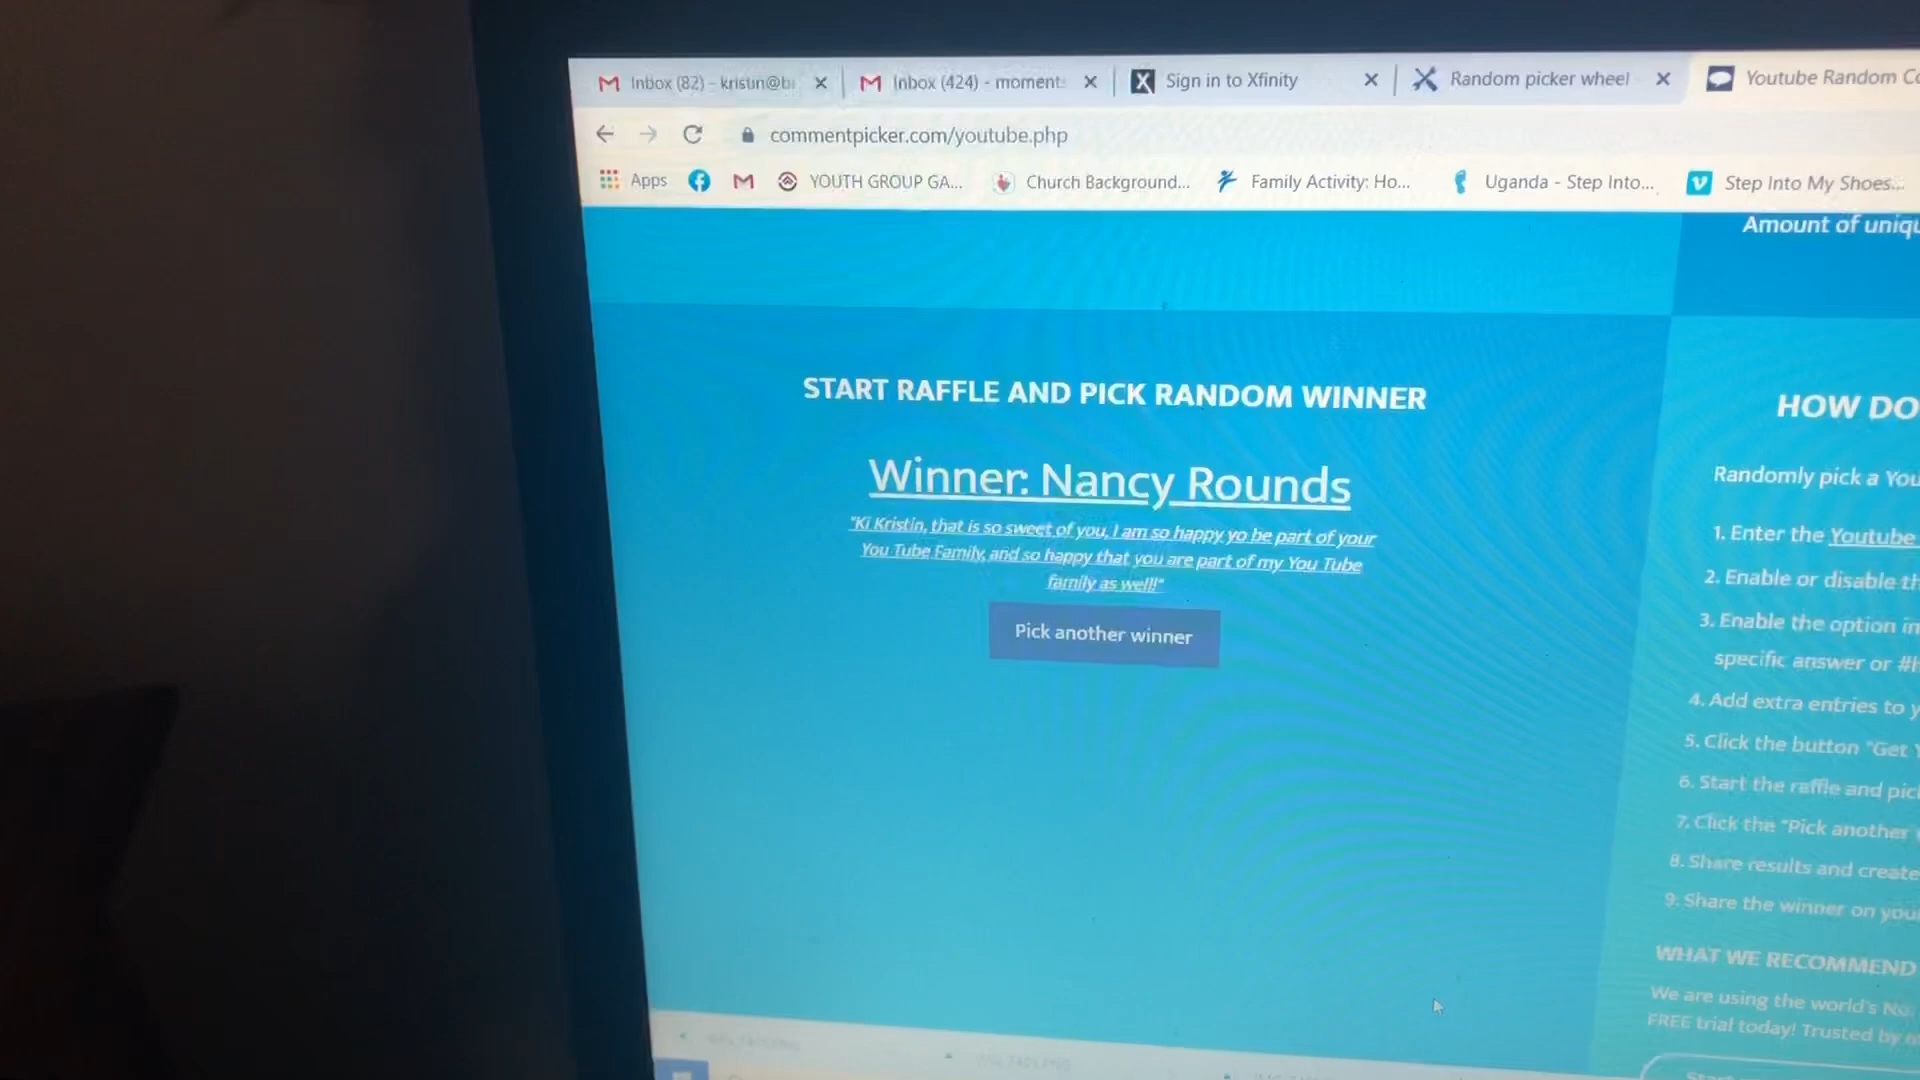 Inbox (82) - kristin@bi
Inbox (424) - moments
Sign in to Xfinity
Random picker wheel
Youtube Random Co
commentpicker.com/youtube.php
Apps
YOUTH GROUP GA...
Church Background...
Family Activity: Ho...
Uganda - Step Into...
Step Into My Shoes...
Amount of uniqu
START RAFFLE AND PICK RANDOM WINNER
Winner: Nancy Rounds
"Ki Kristin, that is so sweet of you, I am so happy yo be part of your
You Tube Family, and so happy that you are part of my You Tube
family as well!"
Pick another winner
HOW DO
Randomly pick a You
1. Enter the Youtube
2. Enable or disable th
3. Enable the option in
specific answer or #h
4. Add extra entries to y
5. Click the button "Get Y
6. Start the raffle and pic
7. Click the "Pick another
8. Share results and create
9. Share the winner on your
WHAT WE RECOMMEND
We are using the world's No.
FREE trial today! Trusted by